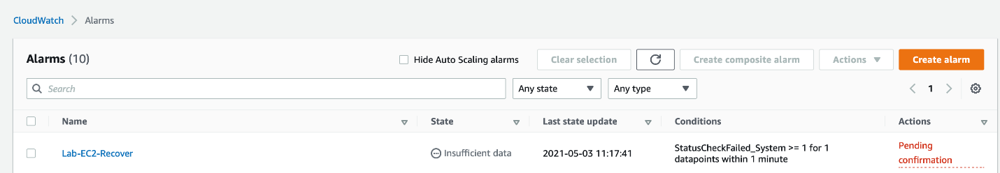 CloudWatch > Alarms
Alarms (10)
Hide Auto Scaling alarms
Clear selection
Create composite alarm
Actions
Create alarm
Search
Any state
Any type
1
Name
State
Last state update
Conditions
Actions
Lab-EC2-Recover
Insufficient data
2021-05-03 11:17:41
StatusCheckFailed_System >= 1 for 1
datapoints within 1 minute
Pending
confirmation